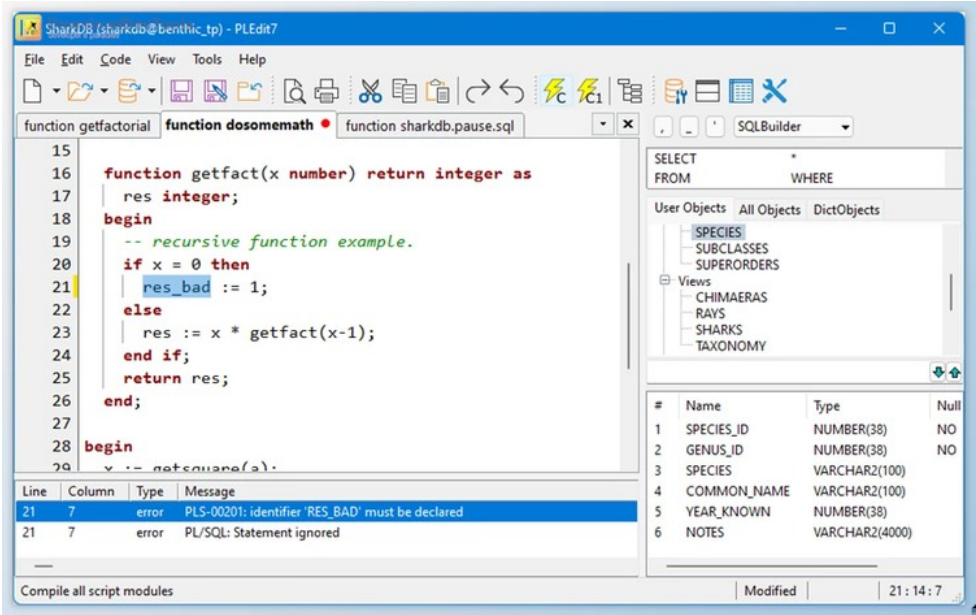 SharkDB (sharkdb@benthic_tp) - PLEdit7
File Edit Code View Tools Help
function getfactorial function dosomemath function sharkdb.pause.sql
15
16 function getfact(x number) return integer as
17 res integer;
18 begin
19 -- recursive function example.
20 if x = 0 then
21 res_bad := 1;
22 else
23 res := x * getfact(x-1);
24 end if;
25 return res;
26 end;
27
28 begin
29 x := getsquare(a);
Line Column Type Message
21 7 error PLS-00201: identifier 'RES_BAD' must be declared
21 7 error PL/SQL: Statement ignored
, _ ' SQLBuilder
SELECT *
FROM WHERE
User Objects All Objects DictObjects
SPECIES
SUBCLASSES
SUPERORDERS
Views
CHIMAERAS
RAYS
SHARKS
TAXONOMY
# Name Type Null
1 SPECIES_ID NUMBER(38) NO
2 GENUS_ID NUMBER(38) NO
3 SPECIES VARCHAR2(100)
4 COMMON_NAME VARCHAR2(100)
5 YEAR_KNOWN NUMBER(38)
6 NOTES VARCHAR2(4000)
Compile all script modules Modified 21:14:7